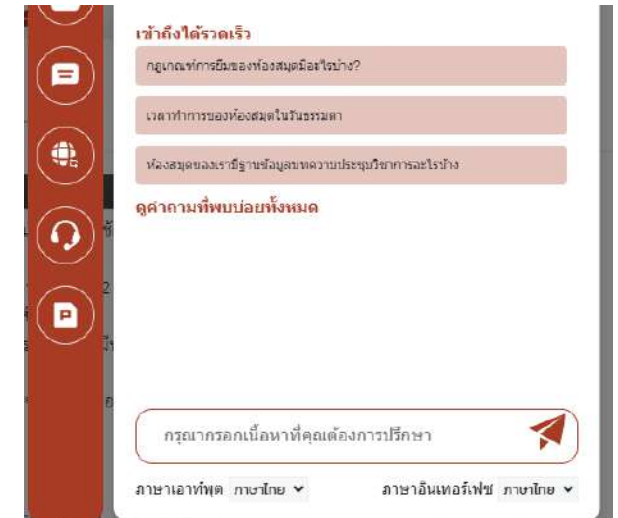 เข้าถึงได้รวดเร็ว
กฎเกณฑ์การยืมของห้องสมุดมีอะไรบ้าง?
เวลาทำการของห้องสมุดในวันธรรมดา
ห้องสมุดของเรามีฐานข้อมูลบทความประชุมวิชาการอะไรบ้าง
ดูคำถามที่พบบ่อยทั้งหมด
กรุณากรอกเนื้อหาที่คุณต้องการปรึกษา
ภาษาเอาท์พุต ภาษาไทย ภาษาอินเทอร์เฟซ ภาษาไทย